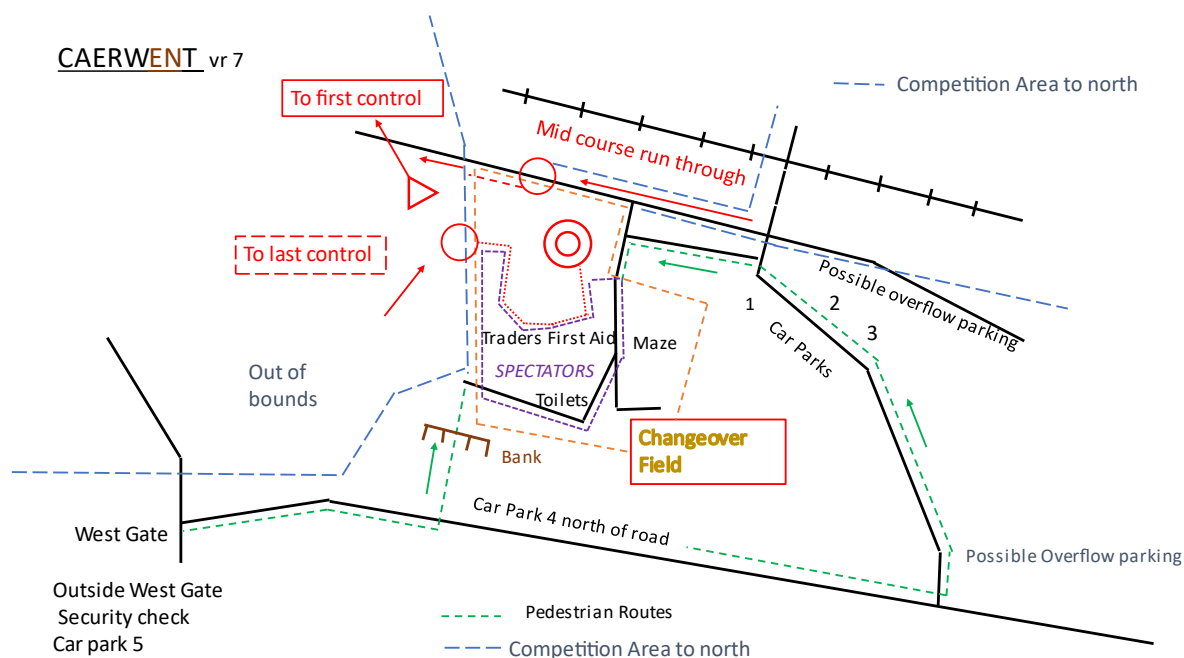 CAERWENT vr 7
To first control
Competition Area to north
Mid course run through
To last control
Possible overflow parking
1
2
3
Car Parks
Traders First Aid
Maze
SPECTATORS
Toilets
Out of
bounds
Changeover
Field
Bank
Car Park 4 north of road
West Gate
Possible Overflow parking
Outside West Gate
Security check
Car park 5
Pedestrian Routes
Competition Area to north